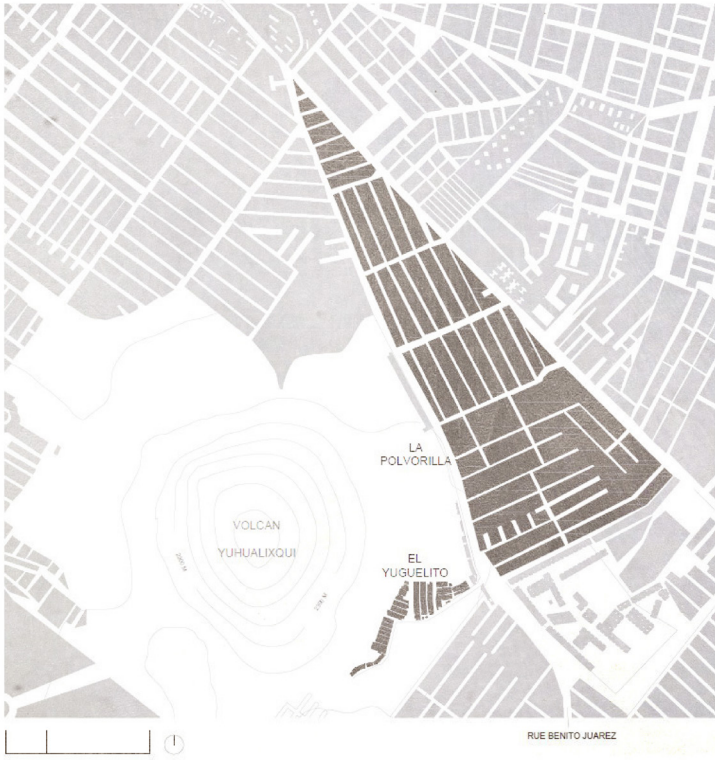 LA
POLVORILLA
VOLCAN
YUHUALIXQUI
EL
YUGUELITO
RUE BENITO JUAREZ